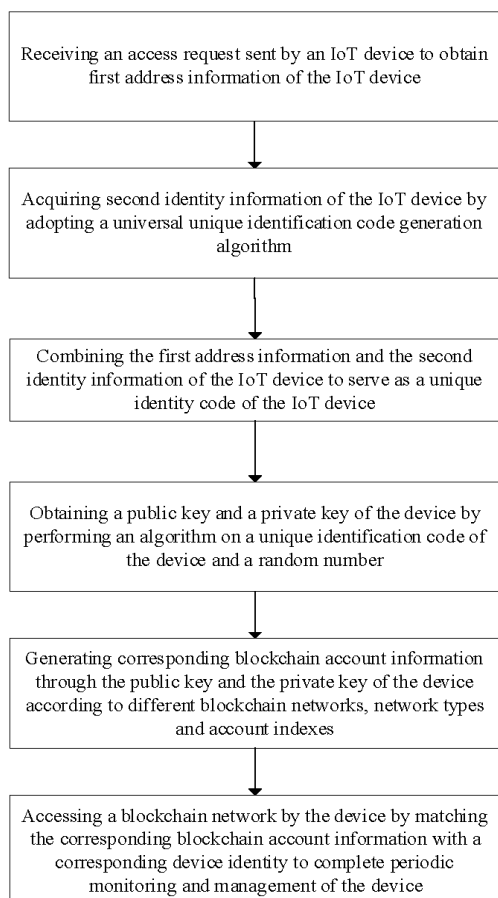 Receiving an access request sent by an IoT device to obtain
first address information of the IoT device
Acquiring second identity information of the IoT device by
adopting a universal unique identification code generation
algorithm
Combining the first address information and the second
identity information of the IoT device to serve as a unique
identity code of the IoT device
Obtaining a public key and a private key of the device by
performing an algorithm on a unique identification code of
the device and a random number
Generating corresponding blockchain account information
through the public key and the private key of the device
according to different blockchain networks, network types
and account indexes
Accessing a blockchain network by the device by matching
the corresponding blockchain account information with a
corresponding device identity to complete periodic
monitoring and management of the device